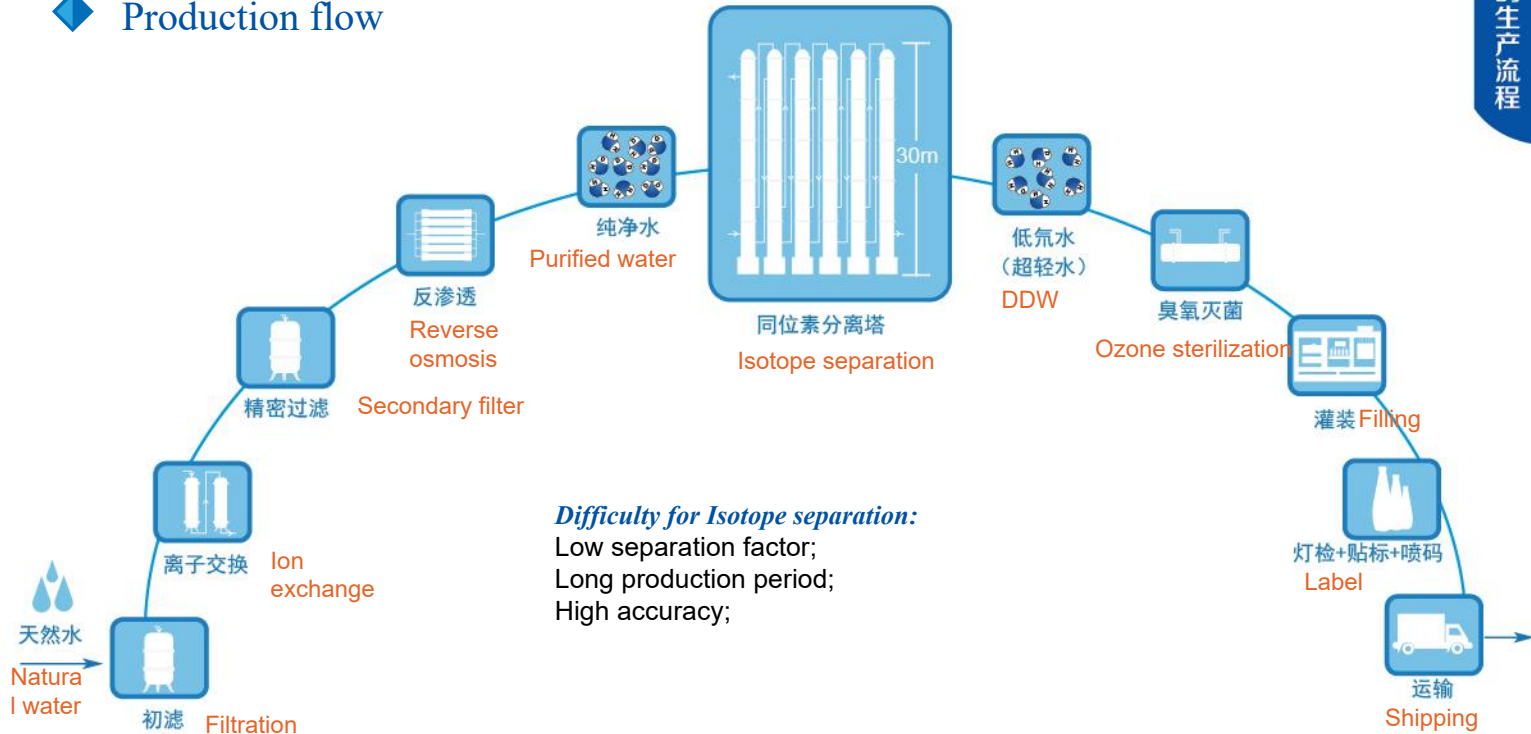 Production flow
生产流程
30m
纯净水
Purified water
低氘水
（超轻水）
DDW
反渗透
Reverse
osmosis
臭氧灭菌
Ozone sterilization
同位素分离塔
Isotope separation
精密过滤
Secondary filter
灌装
Filling
Difficulty for Isotope separation:
Low separation factor;
Long production period;
High accuracy;
离子交换
Ion
exchange
灯检+贴标+喷码
Label
天然水
Natura
l water
初滤
Filtration
运输
Shipping